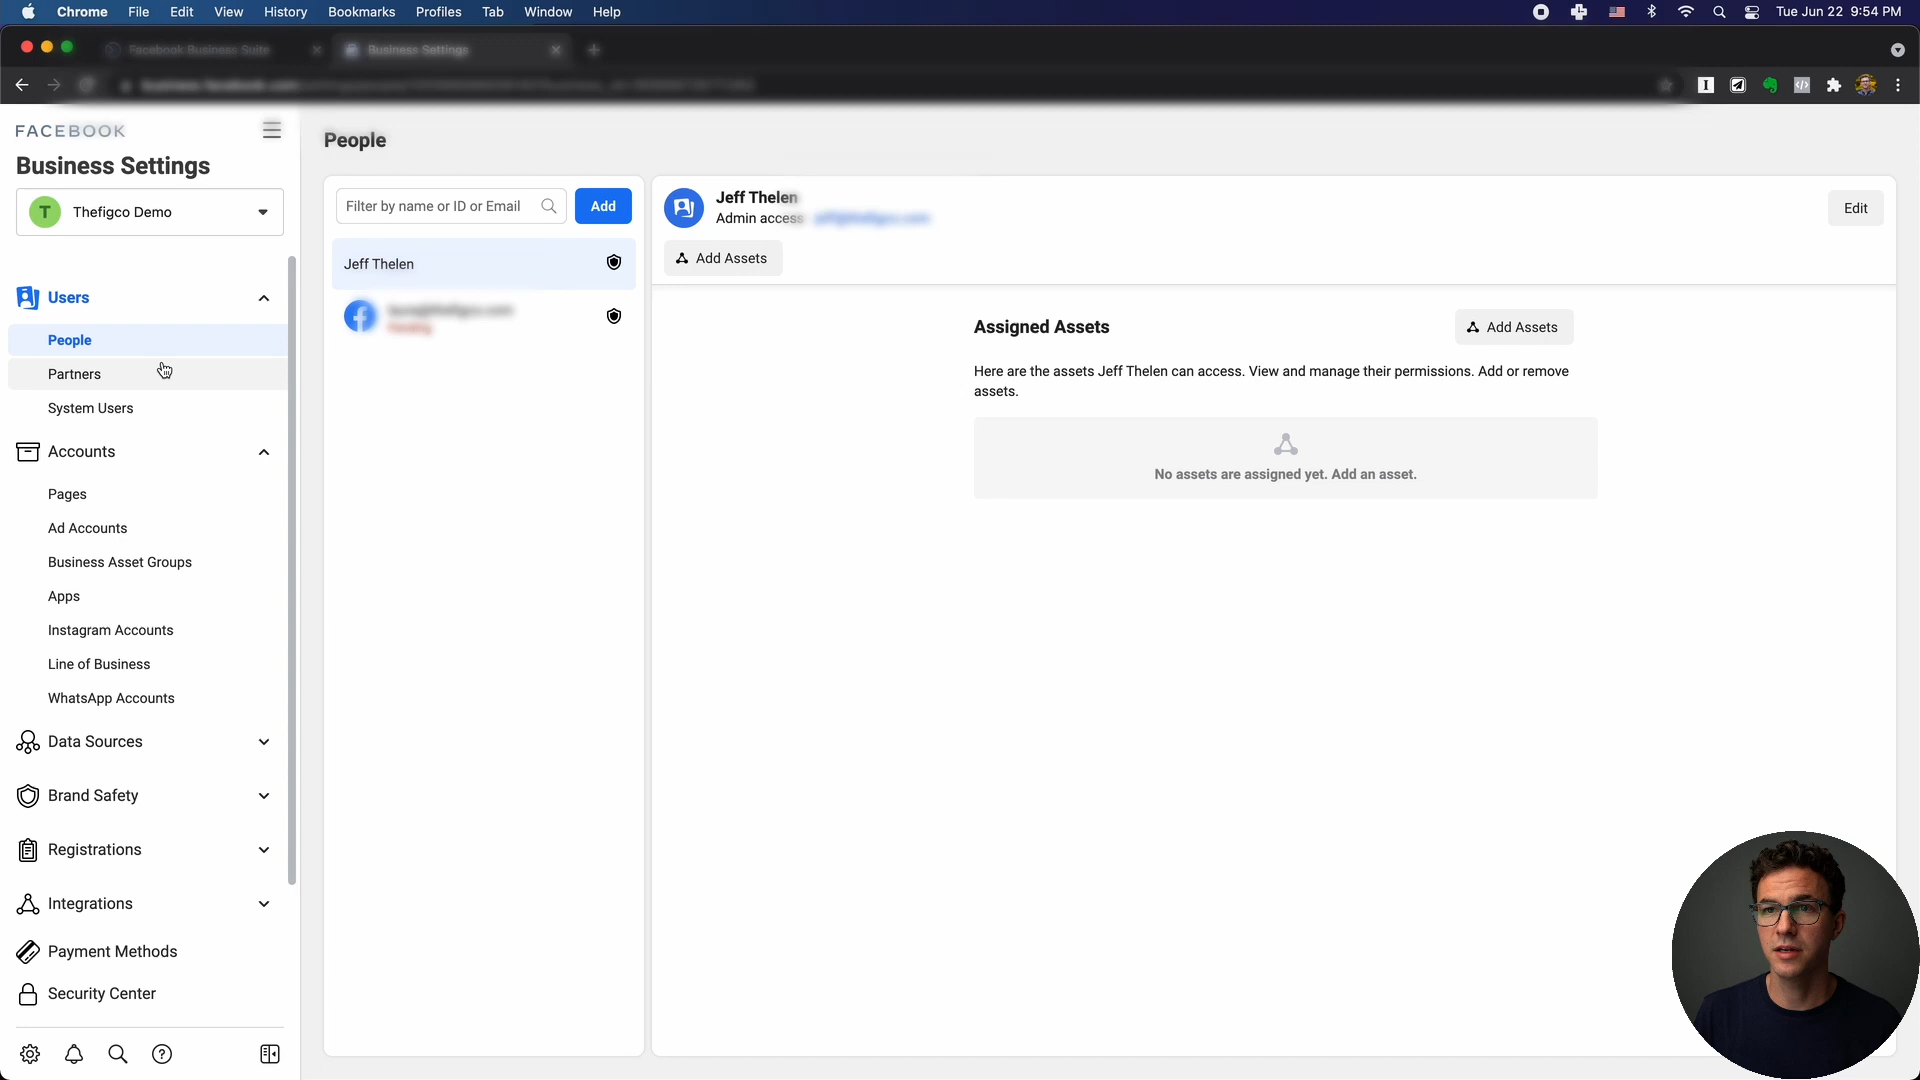 Chrome File Edit View History Bookmarks Profiles Tab Window Help Tue Jun 22 9:54 PM
Facebook Business Suite Business Settings
FACEBOOK
Business Settings
T Thefigco Demo
Users
People
Partners
System Users
Accounts
Pages
Ad Accounts
Business Asset Groups
Apps
Instagram Accounts
Line of Business
WhatsApp Accounts
Data Sources
Brand Safety
Registrations
Integrations
Payment Methods
Security Center
People
Filter by name or ID or Email Add
Jeff Thelen
Jeff Thelen
Admin access
Edit
Add Assets
Assigned Assets
Add Assets
Here are the assets Jeff Thelen can access. View and manage their permissions. Add or remove
assets.
No assets are assigned yet. Add an asset.